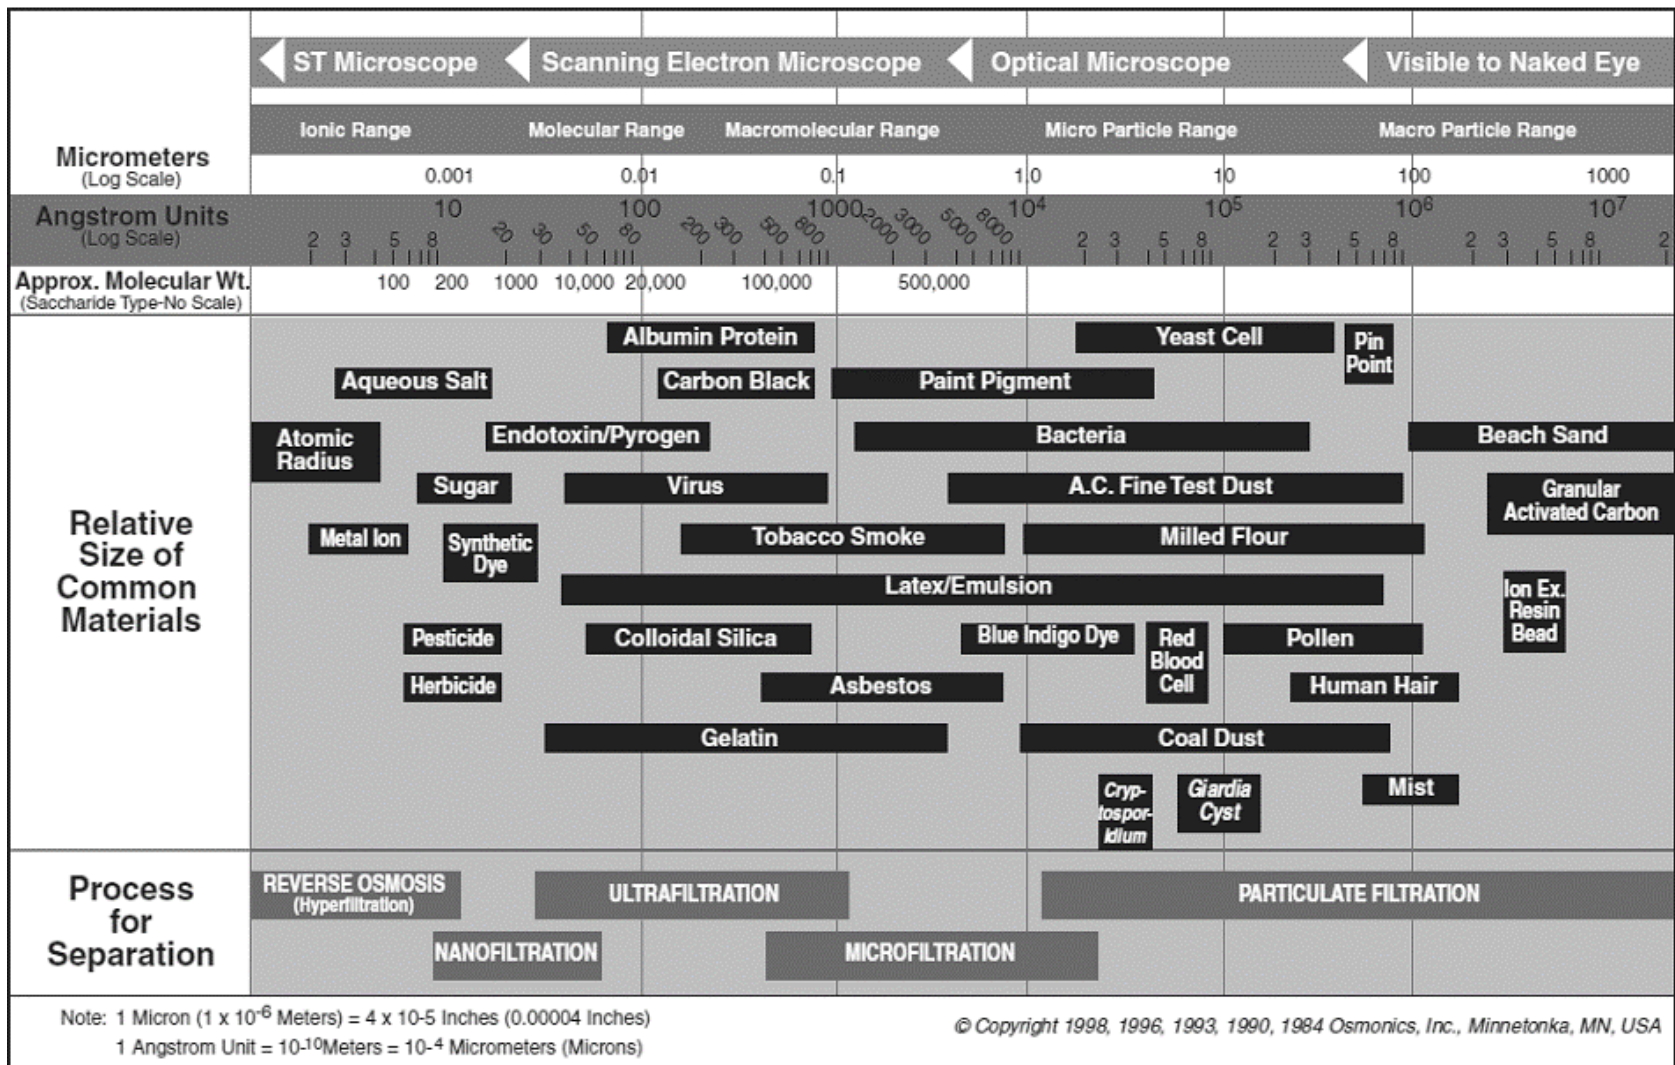 ST Microscope Scanning Electron Microscope Optical Microscope Visible to Naked Eye
Ionic Range Molecular Range Macromolecular Range Micro Particle Range Macro Particle Range
Micrometers
(Log Scale)
0.001 0.01 0.1 1.0 10 100 1000
Angstrom Units
(Log Scale)
10 100 1000 10⁴ 10⁵ 10⁶ 10⁷
2 3 5 8 20 30 50 80 200 300 500 800 2000 3000 5000 8000 2 3 5 8 2 3 5 8 2 3 5 8 2
Approx. Molecular Wt.
(Saccharide Type-No Scale)
100 200 1000 10,000 20,000 100,000 500,000
Relative
Size of
Common
Materials
Albumin Protein Yeast Cell
Pin
Point
Aqueous Salt Carbon Black Paint Pigment
Atomic
Radius
Endotoxin/Pyrogen Bacteria Beach Sand
Sugar Virus A.C. Fine Test Dust
Granular
Activated Carbon
Metal Ion
Synthetic
Dye
Tobacco Smoke Milled Flour
Latex/Emulsion
Ion Ex.
Resin
Bead
Pesticide Colloidal Silica Blue Indigo Dye
Red
Blood
Cell
Pollen
Herbicide Asbestos Human Hair
Gelatin Coal Dust
Cryp-
tospor-
idium
Giardia
Cyst
Mist
Process
for
Separation
REVERSE OSMOSIS
(Hyperfiltration)
ULTRAFILTRATION PARTICULATE FILTRATION
NANOFILTRATION MICROFILTRATION
Note: 1 Micron (1 x 10⁻⁶ Meters) = 4 x 10-5 Inches (0.00004 Inches)
1 Angstrom Unit = 10⁻¹⁰Meters = 10⁻⁴ Micrometers (Microns)
© Copyright 1998, 1996, 1993, 1990, 1984 Osmonics, Inc., Minnetonka, MN, USA